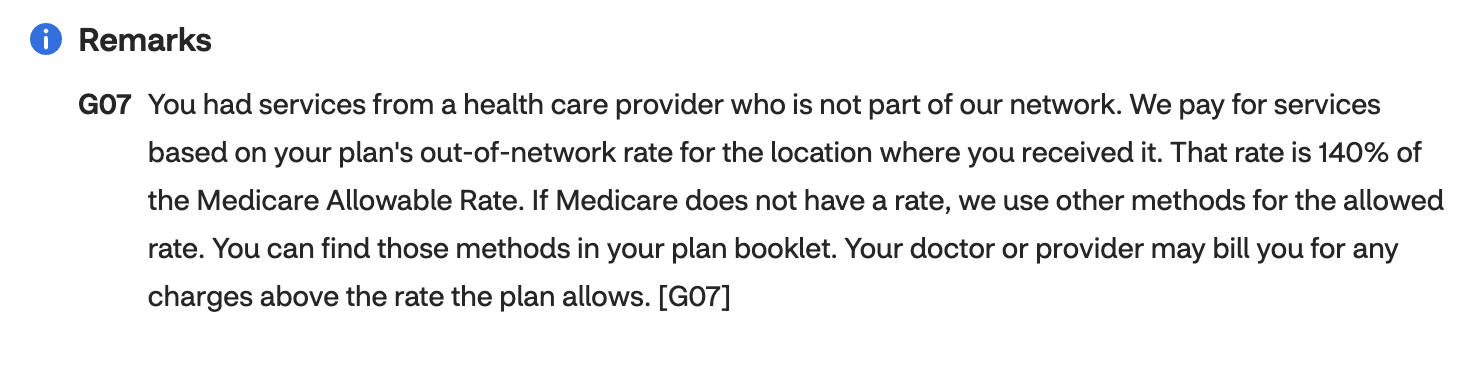 Remarks
G07 You had services from a health care provider who is not part of our network. We pay for services
based on your plan's out-of-network rate for the location where you received it. That rate is 140% of
the Medicare Allowable Rate. If Medicare does not have a rate, we use other methods for the allowed
rate. You can find those methods in your plan booklet. Your doctor or provider may bill you for any
charges above the rate the plan allows. [G07]